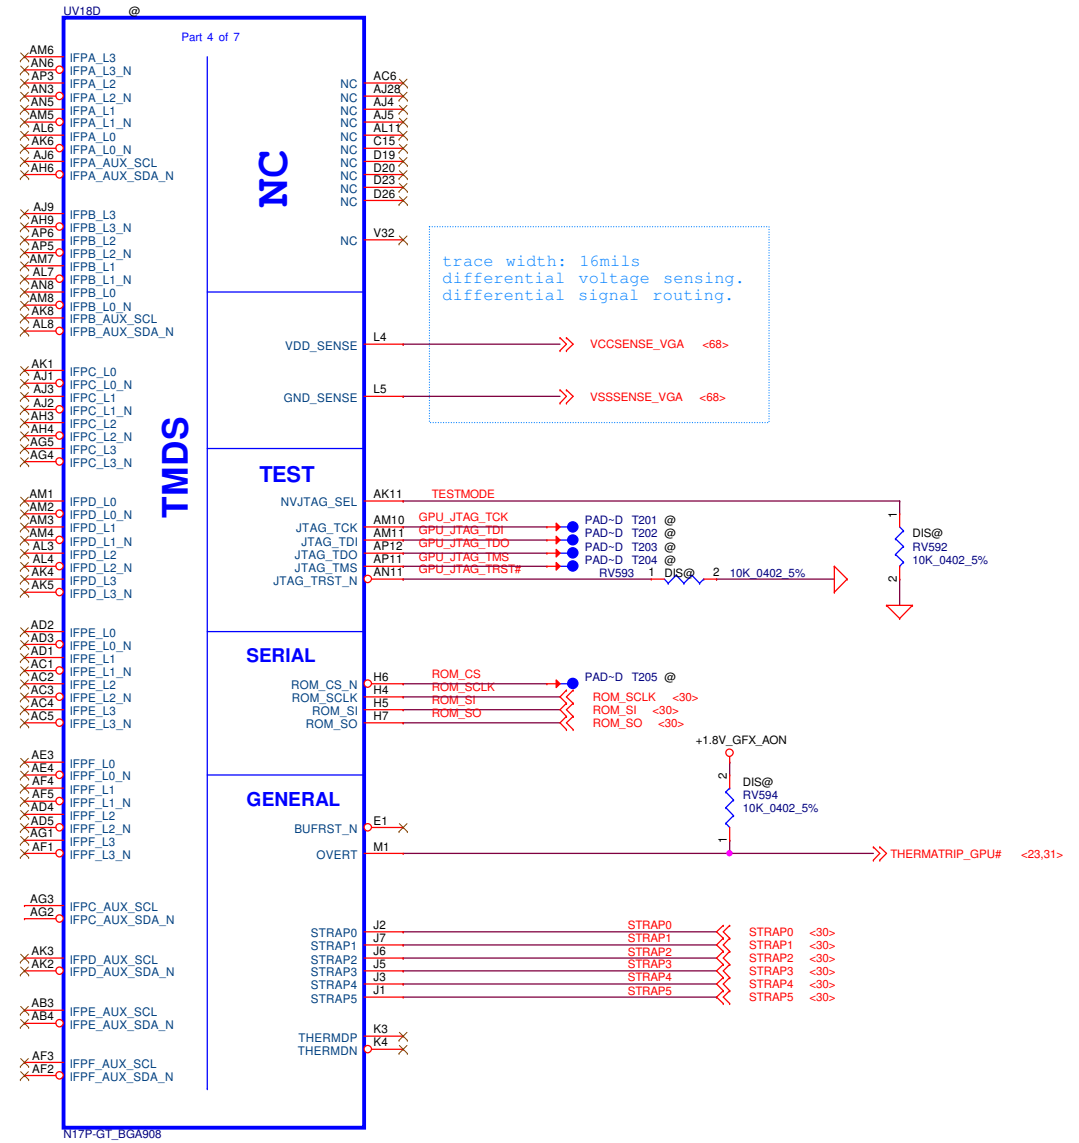 UV18D @
Part 4 of 7
AM6 IFPA_L3
AN6 IFPA_L3_N
AP3 IFPA_L2
AN3 IFPA_L2_N
AN5 IFPA_L1
AM5 IFPA_L1_N
AL6 IFPA_L0
AK6 IFPA_L0_N
AJ6 IFPA_AUX_SCL
AH6 IFPA_AUX_SDA_N
AJ9 IFPB_L3
AH9 IFPB_L3_N
AP6 IFPB_L2
AP5 IFPB_L2_N
AM7 IFPB_L1
AL7 IFPB_L1_N
AN8 IFPB_L0
AM8 IFPB_L0_N
AK8 IFPB_AUX_SCL
AL8 IFPB_AUX_SDA_N
AK1 IFPC_L0
AJ1 IFPC_L0_N
AJ3 IFPC_L1
AJ2 IFPC_L1_N
AH3 IFPC_L2
AH4 IFPC_L2_N
AG5 IFPC_L3
AG4 IFPC_L3_N
AM1 IFPD_L0
AM2 IFPD_L0_N
AM3 IFPD_L1
AM4 IFPD_L1_N
AL3 IFPD_L2
AL4 IFPD_L2_N
AK4 IFPD_L3
AK5 IFPD_L3_N
AD2 IFPE_L0
AD3 IFPE_L0_N
AD1 IFPE_L1
AC1 IFPE_L1_N
AC2 IFPE_L2
AC3 IFPE_L2_N
AC4 IFPE_L3
AC5 IFPE_L3_N
AE3 IFPF_L0
AE4 IFPF_L0_N
AF4 IFPF_L1
AF5 IFPF_L1_N
AD4 IFPF_L2
AD5 IFPF_L2_N
AG1 IFPF_L3
AF1 IFPF_L3_N
AG3 IFPC_AUX_SCL
AG2 IFPC_AUX_SDA_N
AK3 IFPD_AUX_SCL
AK2 IFPD_AUX_SDA_N
AB3 IFPE_AUX_SCL
AB4 IFPE_AUX_SDA_N
AF3 IFPF_AUX_SCL
AF2 IFPF_AUX_SDA_N
TMDS
NC
NC AC6
NC AJ28
NC AJ4
NC AJ5
NC AL11
NC C15
NC D19
NC D20
NC D23
NC D26
NC V32
trace width: 16mils
differential voltage sensing.
differential signal routing.
VDD_SENSE L4 VCCSENSE_VGA <68>
GND_SENSE L5 VSSSENSE_VGA <68>
TEST
NVJTAG_SEL AK11 TESTMODE
JTAG_TCK AM10 GPU_JTAG_TCK PAD~D T201 @
JTAG_TDI AM11 GPU_JTAG_TDI PAD~D T202 @
JTAG_TDO AP12 GPU_JTAG_TDO PAD~D T203 @
JTAG_TMS AP11 GPU_JTAG_TMS PAD~D T204 @
JTAG_TRST_N AN11 GPU_JTAG_TRST# RV593 1 DIS@ 2 10K_0402_5%
1
DIS@
RV592
10K_0402_5%
2
SERIAL
ROM_CS_N H6 ROM_CS PAD~D T205 @
ROM_SCLK H4 ROM_SCLK ROM_SCLK <30>
ROM_SI H5 ROM_SI ROM_SI <30>
ROM_SO H7 ROM_SO ROM_SO <30>
+1.8V_GFX_AON
2
DIS@
RV594
10K_0402_5%
1
GENERAL
BUFRST_N E1
OVERT M1 THERMATRIP_GPU# <23,31>
STRAP0 J2 STRAP0 STRAP0 <30>
STRAP1 J7 STRAP1 STRAP1 <30>
STRAP2 J6 STRAP2 STRAP2 <30>
STRAP3 J5 STRAP3 STRAP3 <30>
STRAP4 J3 STRAP4 STRAP4 <30>
STRAP5 J1 STRAP5 STRAP5 <30>
THERMDP K3
THERMDN K4
N17P-GT_BGA908